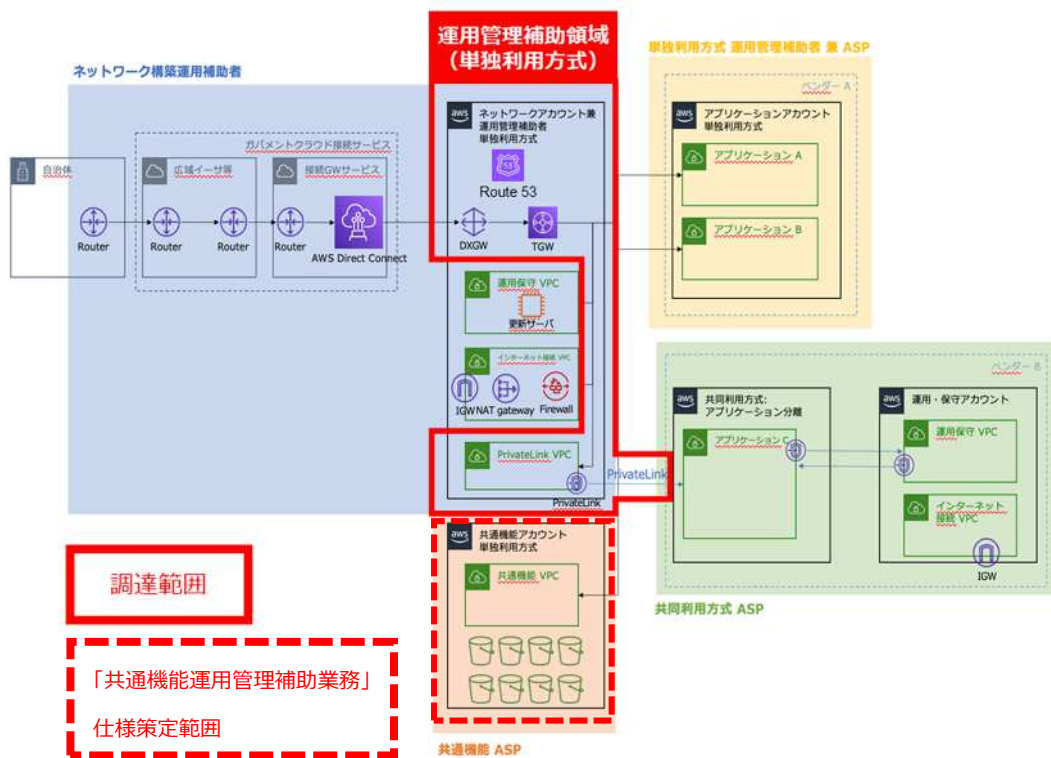 運用管理補助領域
(単独利用方式)
ネットワーク構築運用補助者
単独利用方式 運用管理補助者 兼 ASP
ベンダー A
aws
ネットワークアカウント兼
運用管理補助者
単独利用方式
53
Route 53
aws
アプリケーションアカウント
単独利用方式
アプリケーション A
アプリケーション B
ガバメントクラウド接続サービス
自治体
広域イーサ等
接続GWサービス
Router
Router
Router
Router
AWS Direct Connect
DXGW
TGW
運用保守 VPC
更新サーバ
インターネット接続 VPC
IGW
NAT gateway
Firewall
PrivateLink VPC
PrivateLink
PrivateLink
ベンダー B
aws
共同利用方式:
アプリケーション分離
アプリケーション C
aws
運用・保守アカウント
運用保守 VPC
インターネット
接続 VPC
IGW
共同利用方式 ASP
aws
共通機能アカウント
単独利用方式
共通機能 VPC
共通機能 ASP
調達範囲
「共通機能運用管理補助業務」
仕様策定範囲